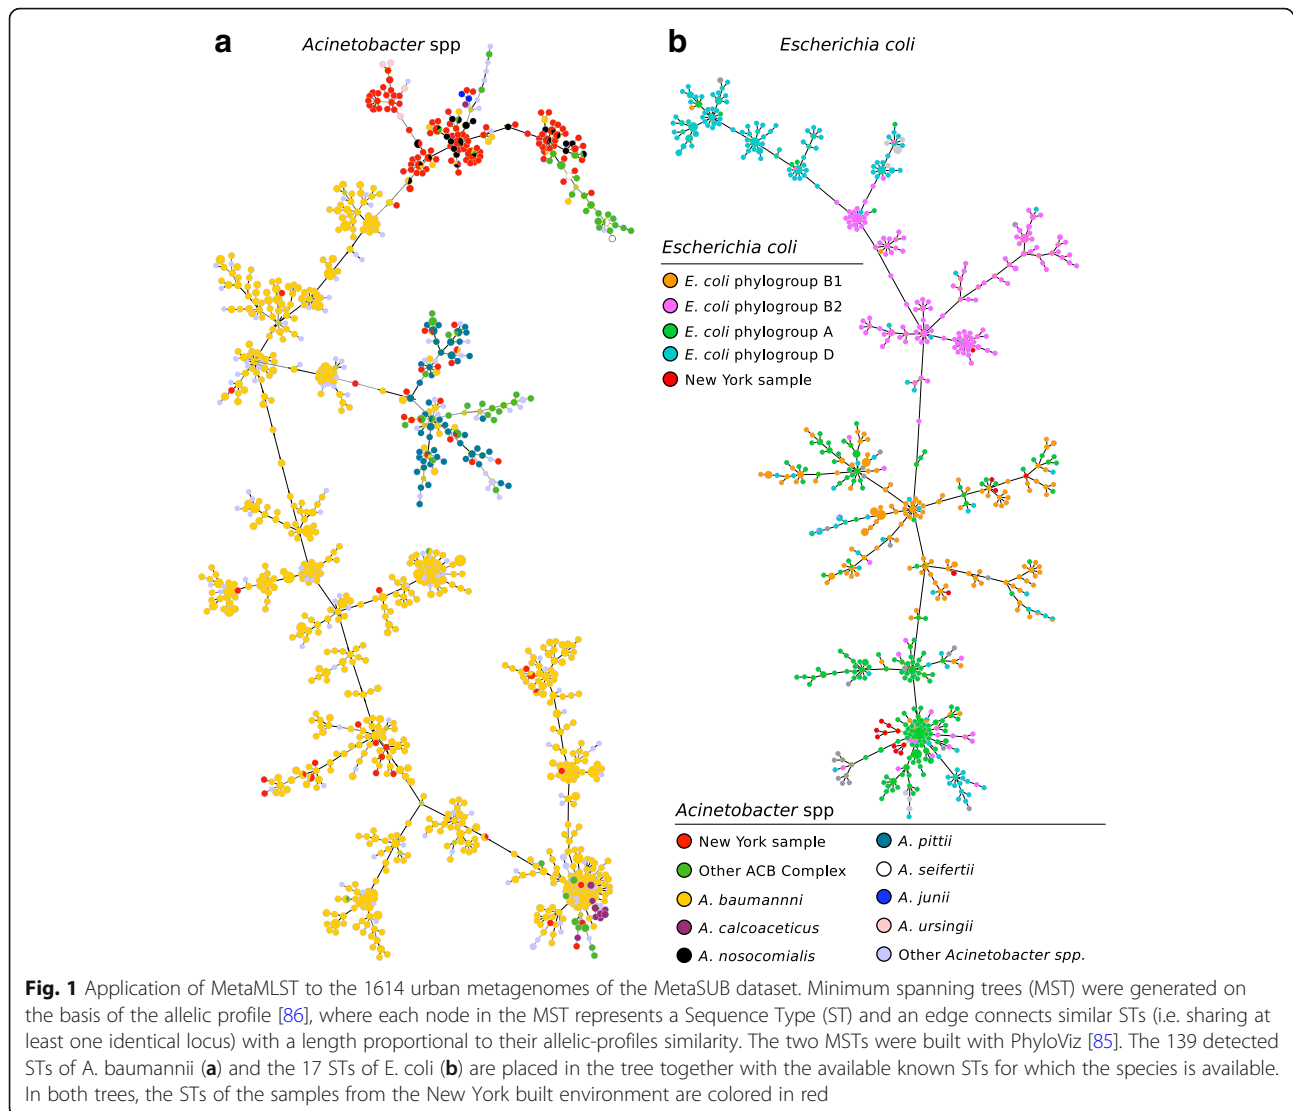 a
Acinetobacter spp
b
Escherichia coli
Escherichia coli
E. coli phylogroup B1
E. coli phylogroup B2
E. coli phylogroup A
E. coli phylogroup D
New York sample
Acinetobacter spp
New York sample
Other ACB Complex
A. baumannni
A. calcoaceticus
A. nosocomialis
A. pittii
A. seifertii
A. junii
A. ursingii
Other Acinetobacter spp.
Fig. 1 Application of MetaMLST to the 1614 urban metagenomes of the MetaSUB dataset. Minimum spanning trees (MST) were generated on
the basis of the allelic profile [86], where each node in the MST represents a Sequence Type (ST) and an edge connects similar STs (i.e. sharing at
least one identical locus) with a length proportional to their allelic-profiles similarity. The two MSTs were built with PhyloViz [85]. The 139 detected
STs of A. baumannii (a) and the 17 STs of E. coli (b) are placed in the tree together with the available known STs for which the species is available.
In both trees, the STs of the samples from the New York built environment are colored in red